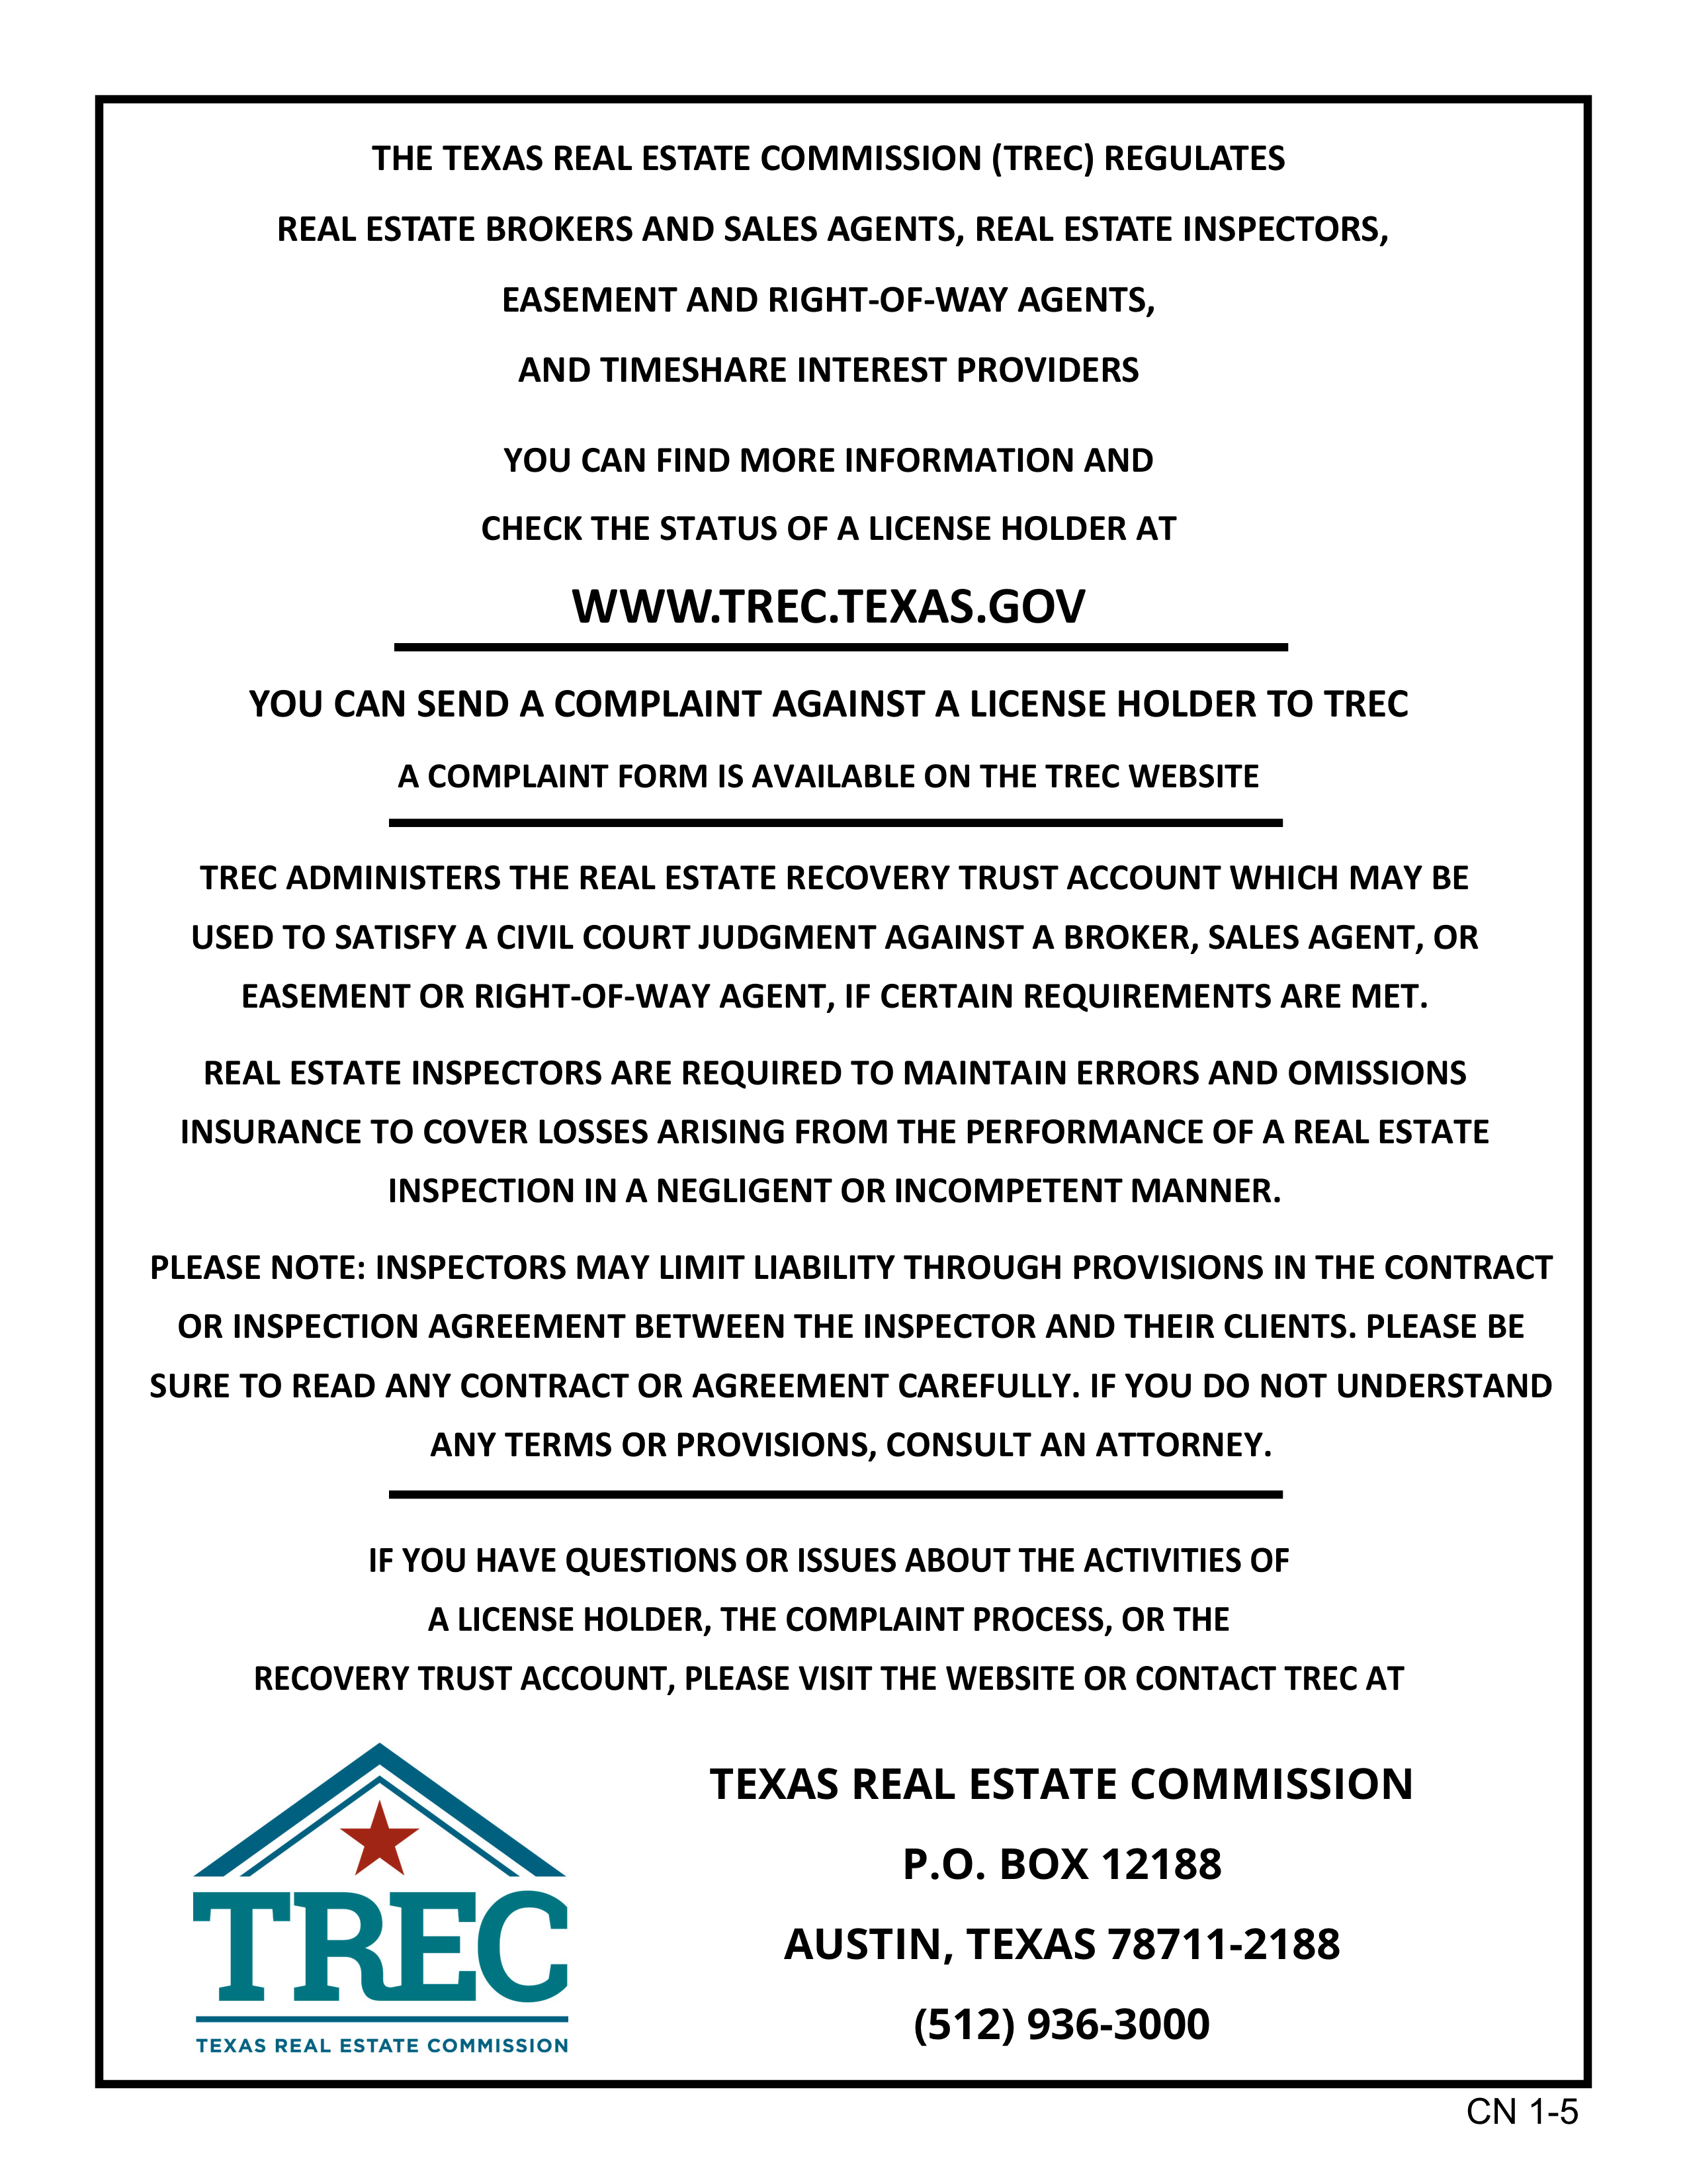 THE TEXAS REAL ESTATE COMMISSION (TREC) REGULATES
REAL ESTATE BROKERS AND SALES AGENTS, REAL ESTATE INSPECTORS,
EASEMENT AND RIGHT-OF-WAY AGENTS,
AND TIMESHARE INTEREST PROVIDERS
YOU CAN FIND MORE INFORMATION AND
CHECK THE STATUS OF A LICENSE HOLDER AT
WWW.TREC.TEXAS.GOV
YOU CAN SEND A COMPLAINT AGAINST A LICENSE HOLDER TO TREC
A COMPLAINT FORM IS AVAILABLE ON THE TREC WEBSITE
TREC ADMINISTERS THE REAL ESTATE RECOVERY TRUST ACCOUNT WHICH MAY BE
USED TO SATISFY A CIVIL COURT JUDGMENT AGAINST A BROKER, SALES AGENT, OR
EASEMENT OR RIGHT-OF-WAY AGENT, IF CERTAIN REQUIREMENTS ARE MET.
REAL ESTATE INSPECTORS ARE REQUIRED TO MAINTAIN ERRORS AND OMISSIONS
INSURANCE TO COVER LOSSES ARISING FROM THE PERFORMANCE OF A REAL ESTATE
INSPECTION IN A NEGLIGENT OR INCOMPETENT MANNER.
PLEASE NOTE: INSPECTORS MAY LIMIT LIABILITY THROUGH PROVISIONS IN THE CONTRACT
OR INSPECTION AGREEMENT BETWEEN THE INSPECTOR AND THEIR CLIENTS. PLEASE BE
SURE TO READ ANY CONTRACT OR AGREEMENT CAREFULLY. IF YOU DO NOT UNDERSTAND
ANY TERMS OR PROVISIONS, CONSULT AN ATTORNEY.
IF YOU HAVE QUESTIONS OR ISSUES ABOUT THE ACTIVITIES OF
A LICENSE HOLDER, THE COMPLAINT PROCESS, OR THE
RECOVERY TRUST ACCOUNT, PLEASE VISIT THE WEBSITE OR CONTACT TREC AT
TREC
TEXAS REAL ESTATE COMMISSION
TEXAS REAL ESTATE COMMISSION
P.O. BOX 12188
AUSTIN, TEXAS 78711-2188
(512) 936-3000
CN 1-5